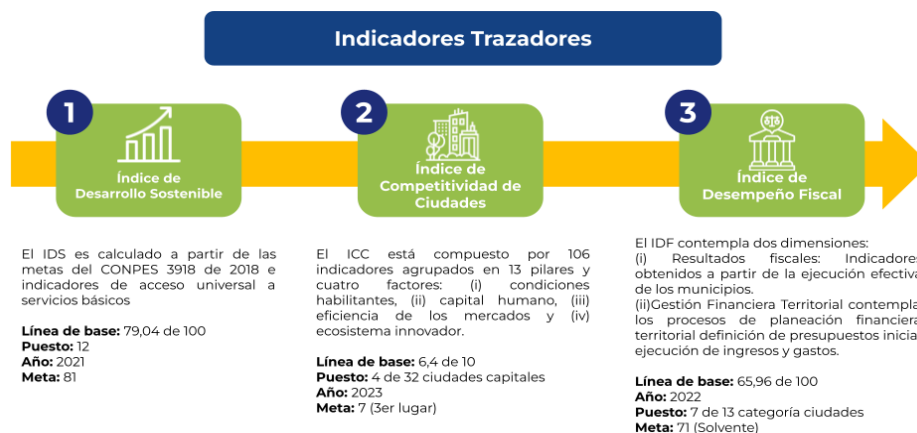 Indicadores Trazadores
1
Índice de
Desarrollo Sostenible
2
Índice de
Competitividad de
Ciudades
3
Índice de
Desempeño Fiscal
El IDS es calculado a partir de las
metas del CONPES 3918 de 2018 e
indicadores de acceso universal a
servicios básicos
Línea de base: 79,04 de 100
Puesto: 12
Año: 2021
Meta: 81
El ICC está compuesto por 106
indicadores agrupados en 13 pilares y
cuatro factores: (i) condiciones
habilitantes, (ii) capital humano, (iii)
eficiencia de los mercados y (iv)
ecosistema innovador.
Línea de base: 6,4 de 10
Puesto: 4 de 32 ciudades capitales
Año: 2023
Meta: 7 (3er lugar)
El IDF contempla dos dimensiones:
(i) Resultados fiscales: Indicadores
obtenidos a partir de la ejecución efectiva
de los municipios.
(ii)Gestión Financiera Territorial contempla
los procesos de planeación financiera
territorial definición de presupuestos inicial
ejecución de ingresos y gastos.
Línea de base: 65,96 de 100
Año: 2022
Puesto: 7 de 13 categoría ciudades
Meta: 71 (Solvente)